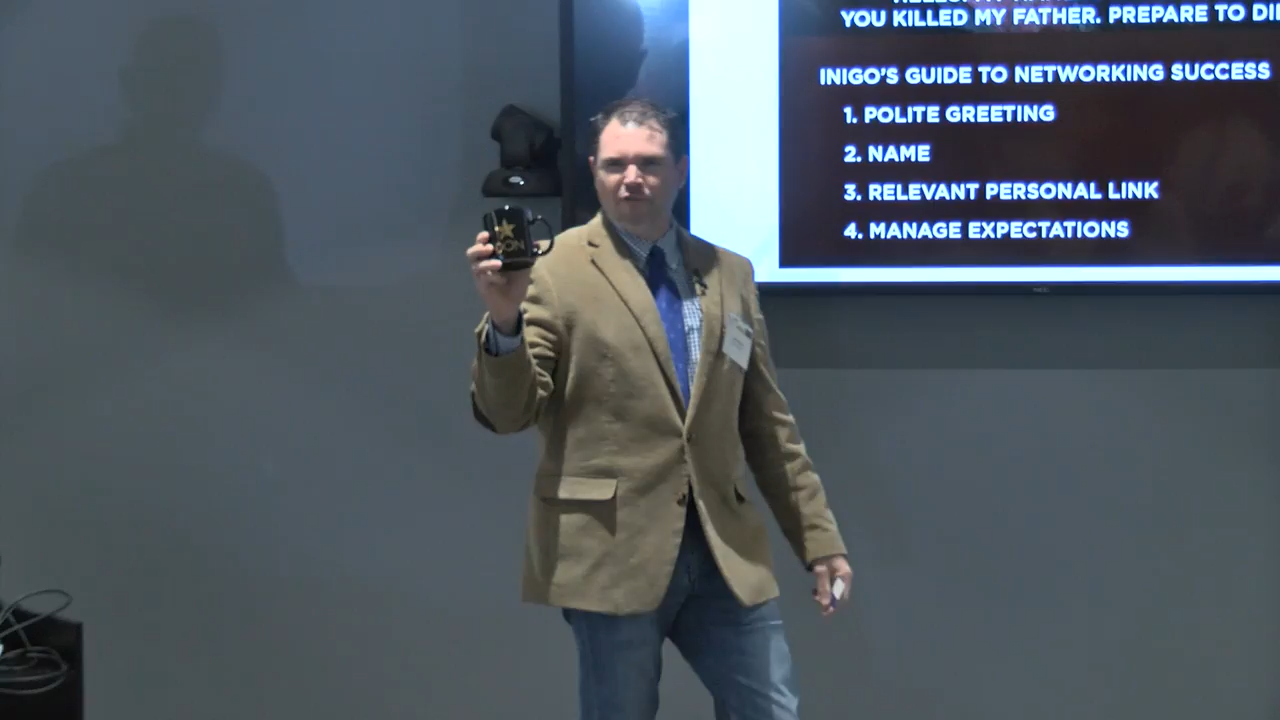 YOU KILLED MY FATHER. PREPARE TO DI
INIGO'S GUIDE TO NETWORKING SUCCESS
1. POLITE GREETING
2. NAME
3. RELEVANT PERSONAL LINK
4. MANAGE EXPECTATIONS
CON